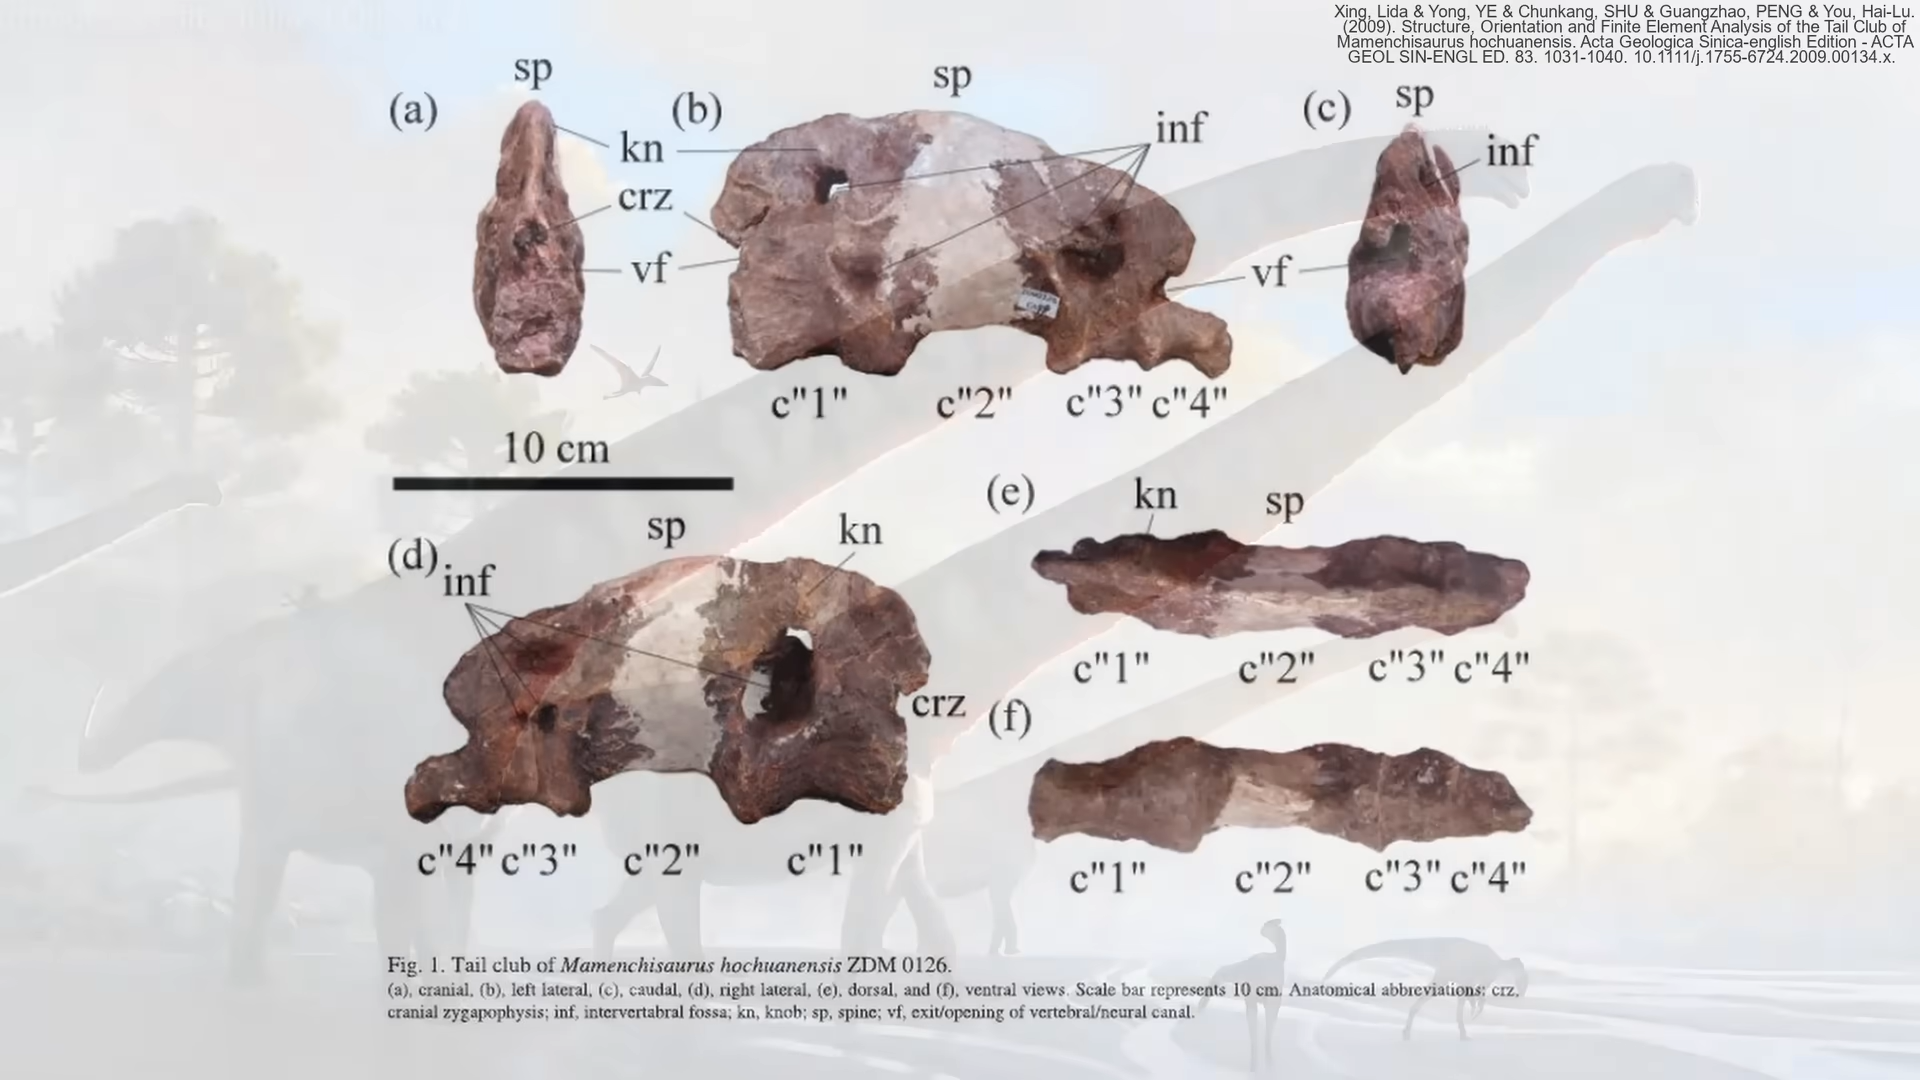 Xing, Lida & Yong, YE & Chunkang, SHU & Guangzhao, PENG & You, Hai-Lu.
(2009). Structure, Orientation and Finite Element Analysis of the Tail Club of
Mamenchisaurus hochuanensis. Acta Geologica Sinica-english Edition - ACTA
GEOL SIN-ENGL ED. 83. 1031-1040. 10.1111/j.1755-6724.2009.00134.x.
(a)
sp
kn
crz
vf
(b)
sp
inf
vf
c"1" c"2" c"3" c"4"
(c)
sp
inf
10 cm
(d)
inf
sp
kn
crz
c"4" c"3" c"2" c"1"
(e)
kn
sp
c"1" c"2" c"3" c"4"
(f)
c"1" c"2" c"3" c"4"
Fig. 1. Tail club of Mamenchisaurus hochuanensis ZDM 0126.
(a), cranial, (b), left lateral, (c), caudal, (d), right lateral, (e), dorsal, and (f), ventral views. Scale bar represents 10 cm. Anatomical abbreviations: crz,
cranial zygapophysis; inf, intervertabral fossa; kn, knob; sp, spine; vf, exit/opening of vertebral/neural canal.